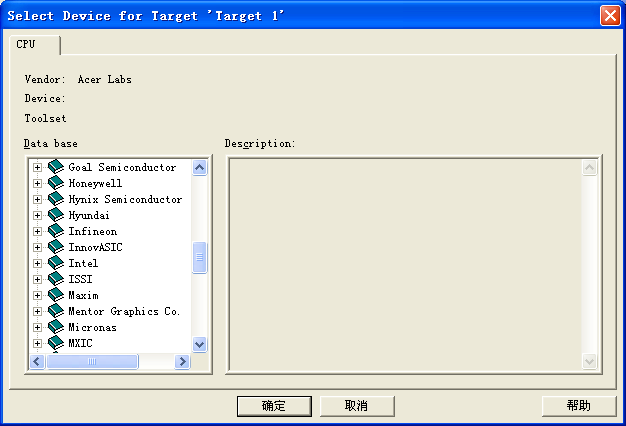 Select Device for Target 'Target 1'
CPU
Vendor: Acer Labs
Device:
Toolset
Data base
Description:
Goal Semiconductor
Honeywell
Hynix Semiconductor
Hyundai
Infineon
InnovASIC
Intel
ISSI
Maxim
Mentor Graphics Co.
Micronas
MXIC
确定
取消
帮助